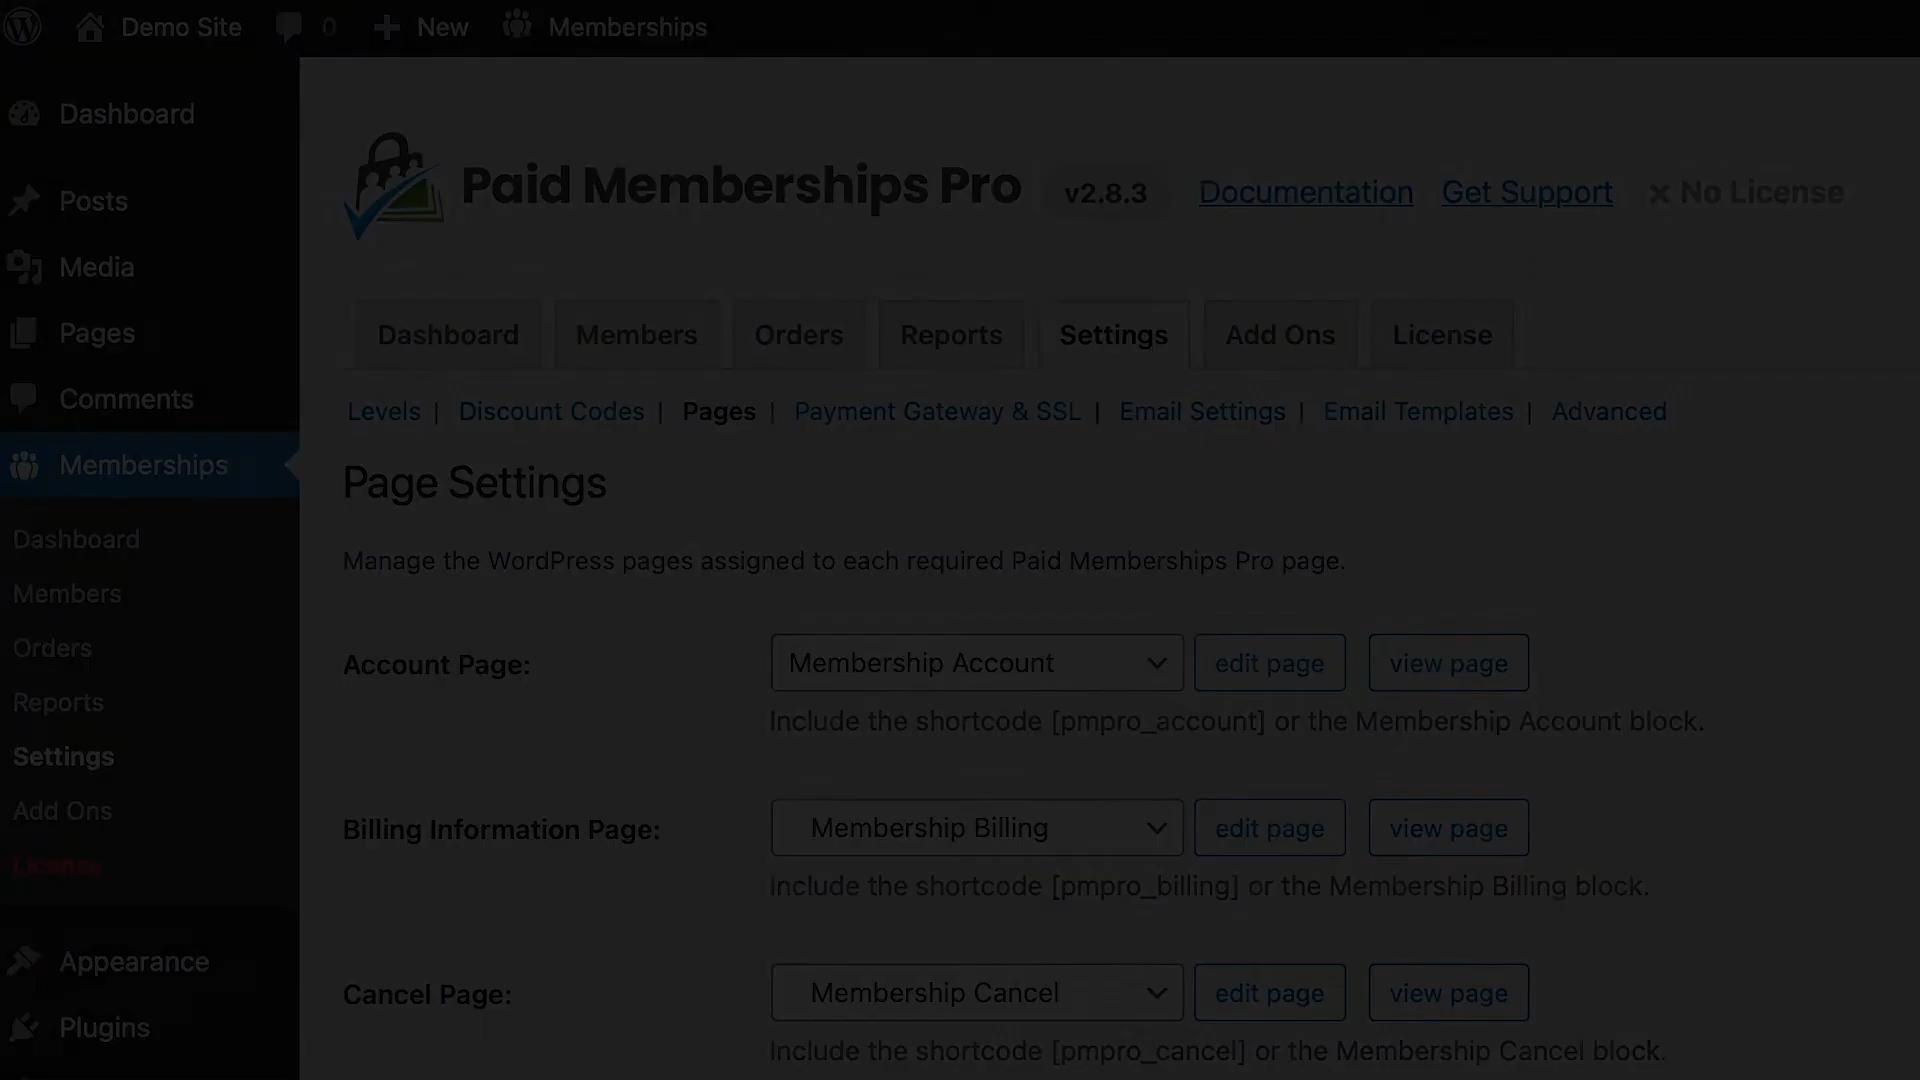 Demo Site 0 New Memberships
Dashboard
Posts
Media
Pages
Comments
Memberships
Dashboard
Members
Orders
Reports
Settings
Add Ons
License
Appearance
Plugins
Paid Memberships Pro v2.8.3 Documentation Get Support × No License
Dashboard Members Orders Reports Settings Add Ons License
Levels | Discount Codes | Pages | Payment Gateway & SSL | Email Settings | Email Templates | Advanced
Page Settings
Manage the WordPress pages assigned to each required Paid Memberships Pro page.
Account Page: Membership Account edit page view page
Include the shortcode [pmpro_account] or the Membership Account block.
Billing Information Page: Membership Billing edit page view page
Include the shortcode [pmpro_billing] or the Membership Billing block.
Cancel Page: Membership Cancel edit page view page
Include the shortcode [pmpro_cancel] or the Membership Cancel block.